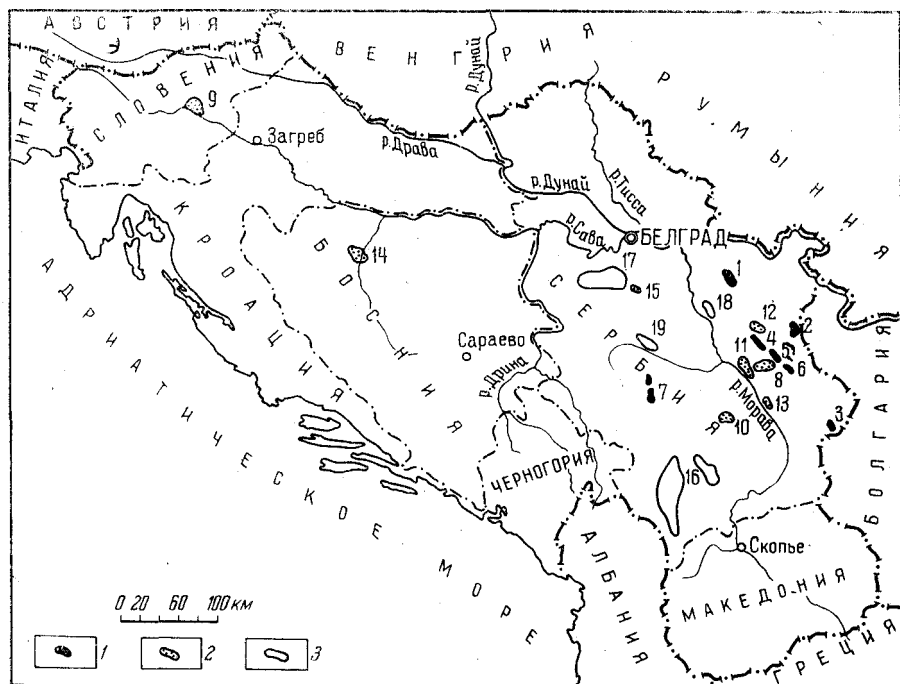 АВСТРИЯ
ВЕНГРИЯ
РУМЫНИЯ
ИТАЛИЯ
СЛОВЕНИЯ
р.Дунай
9
Загреб
р.Драва
р.Дунай
р.Тисса
КРОАЦИЯ
БОСНИЯ
р.Сава
БЕЛГРАД
14
17
15
1
18
СЕРБИЯ
12
2
4
5
19
11
8
6
Сараево
р.Дрина
7
р.Морава
13
10
3
АДРИАТИЧЕСКОЕ МОРЕ
ЧЕРНОГОРИЯ
16
БОЛГАРИЯ
АЛБАНИЯ
Скопье
МАКЕДОНИЯ
ГРЕЦИЯ
0 20 60 100 км
1 2 3